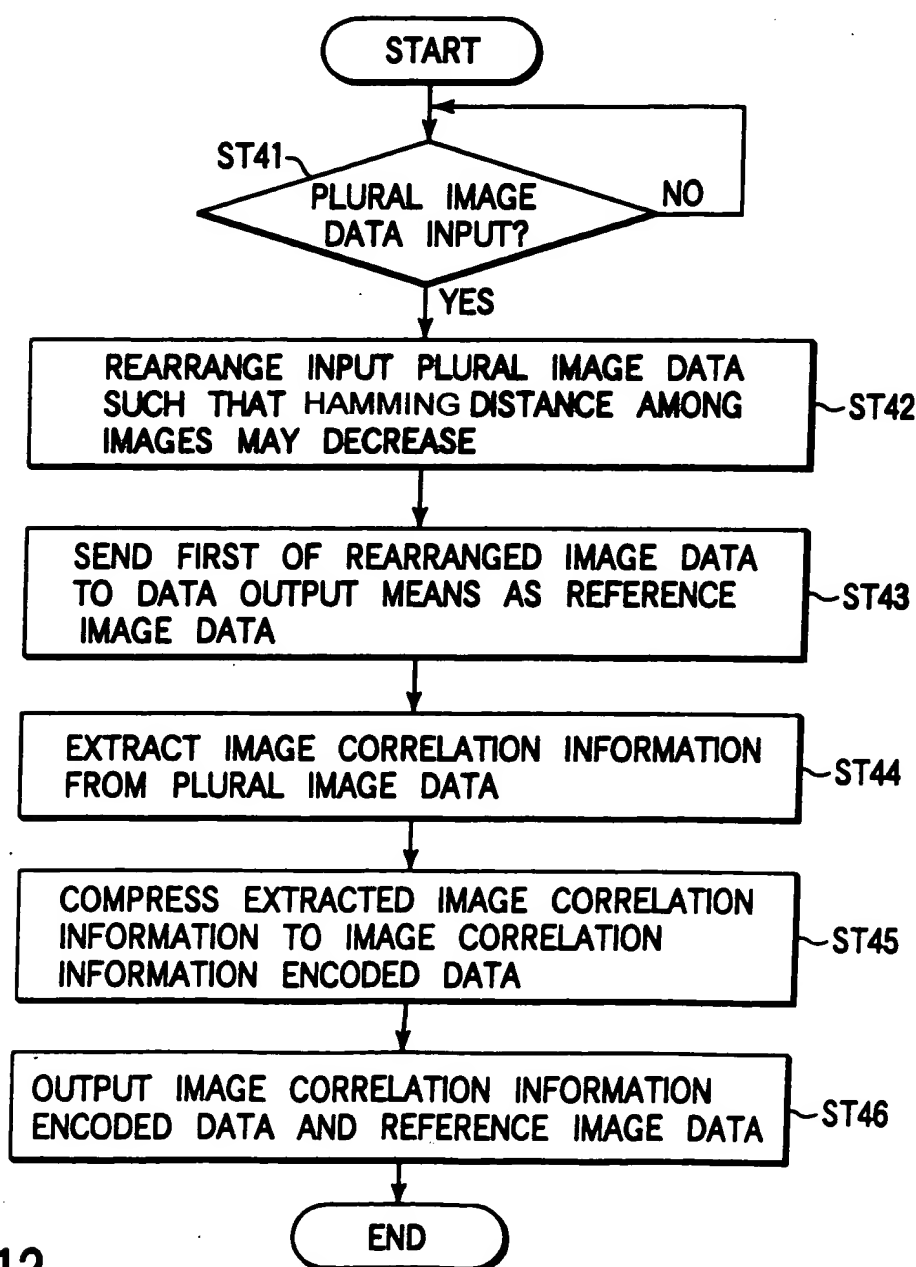 START
ST41
PLURAL IMAGE
DATA INPUT?
NO
YES
REARRANGE INPUT PLURAL IMAGE DATA
SUCH THAT HAMMING DISTANCE AMONG
IMAGES MAY DECREASE
ST42
SEND FIRST OF REARRANGED IMAGE DATA
TO DATA OUTPUT MEANS AS REFERENCE
IMAGE DATA
ST43
EXTRACT IMAGE CORRELATION INFORMATION
FROM PLURAL IMAGE DATA
ST44
COMPRESS EXTRACTED IMAGE CORRELATION
INFORMATION TO IMAGE CORRELATION
INFORMATION ENCODED DATA
ST45
OUTPUT IMAGE CORRELATION INFORMATION
ENCODED DATA AND REFERENCE IMAGE DATA
ST46
END